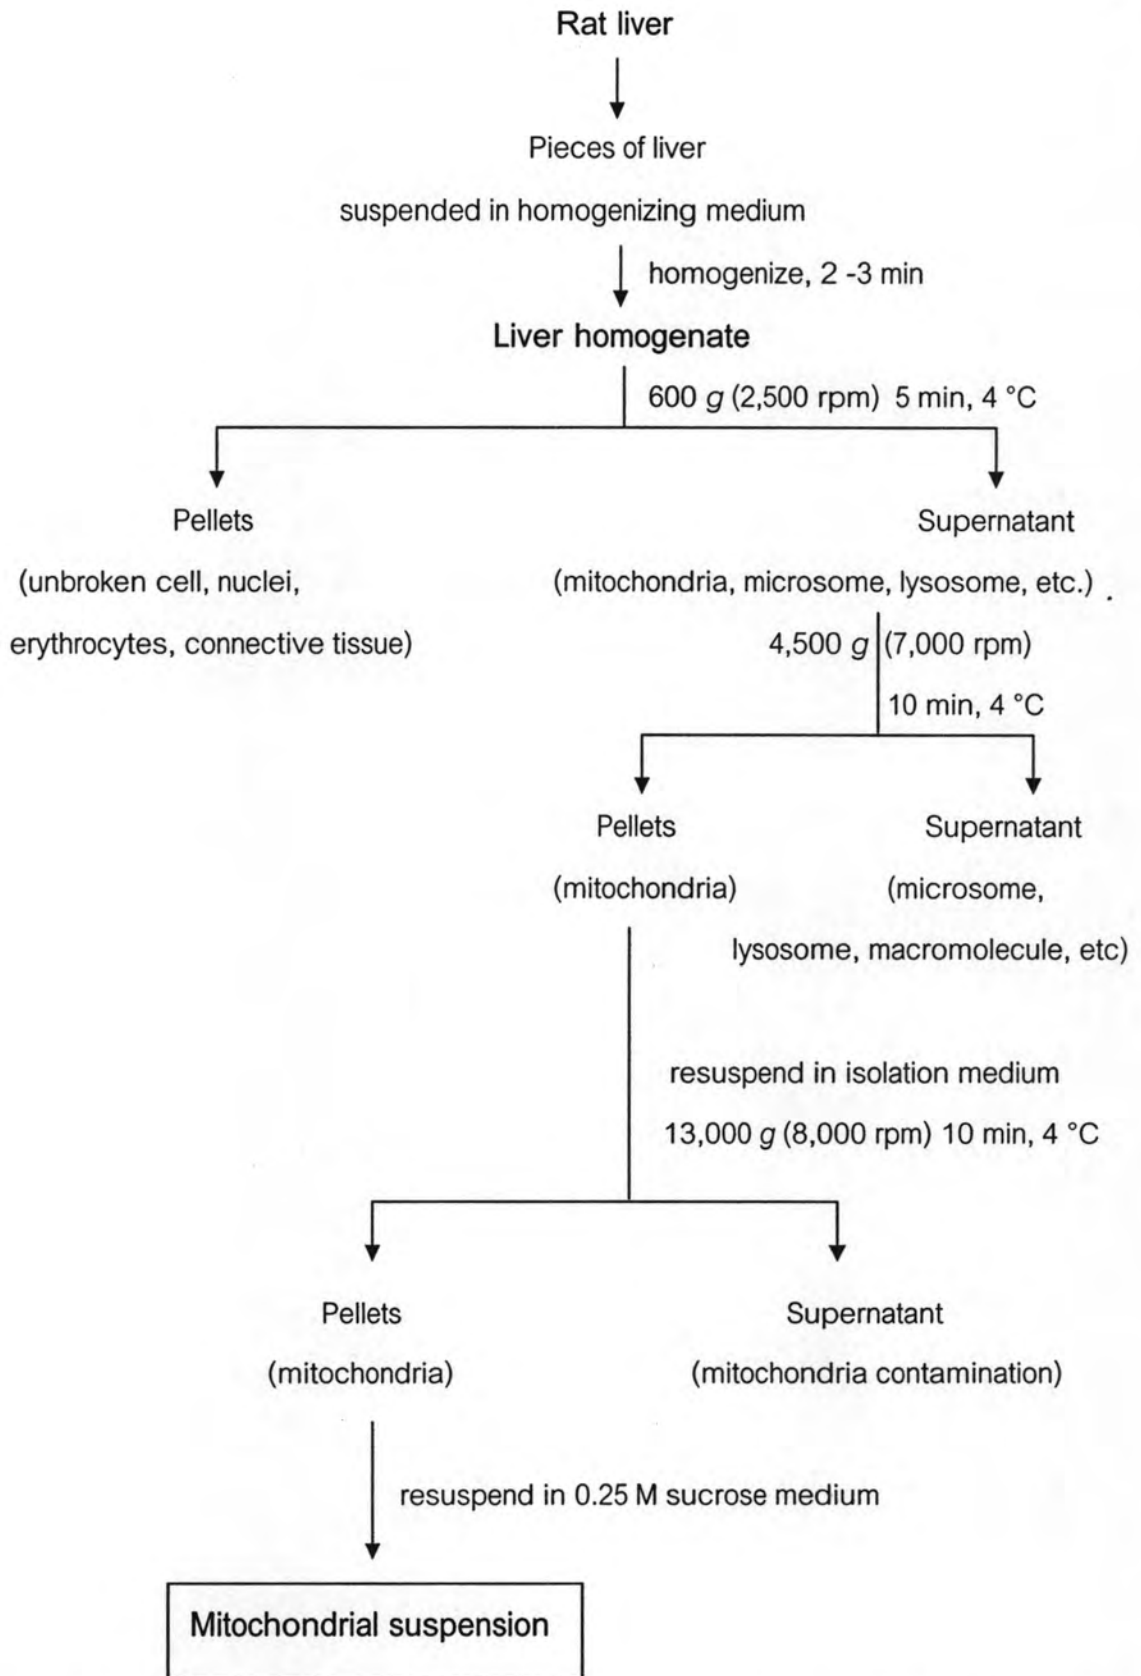 Rat liver
Pieces of liver
suspended in homogenizing medium
homogenize, 2 -3 min
Liver homogenate
600 g (2,500 rpm) 5 min, 4 °C
Pellets
(unbroken cell, nuclei,
erythrocytes, connective tissue)
Supernatant
(mitochondria, microsome, lysosome, etc.) .
4,500 g (7,000 rpm)
10 min, 4 °C
Pellets
(mitochondria)
Supernatant
(microsome,
lysosome, macromolecule, etc)
resuspend in isolation medium
13,000 g (8,000 rpm) 10 min, 4 °C
Pellets
(mitochondria)
Supernatant
(mitochondria contamination)
resuspend in 0.25 M sucrose medium
Mitochondrial suspension